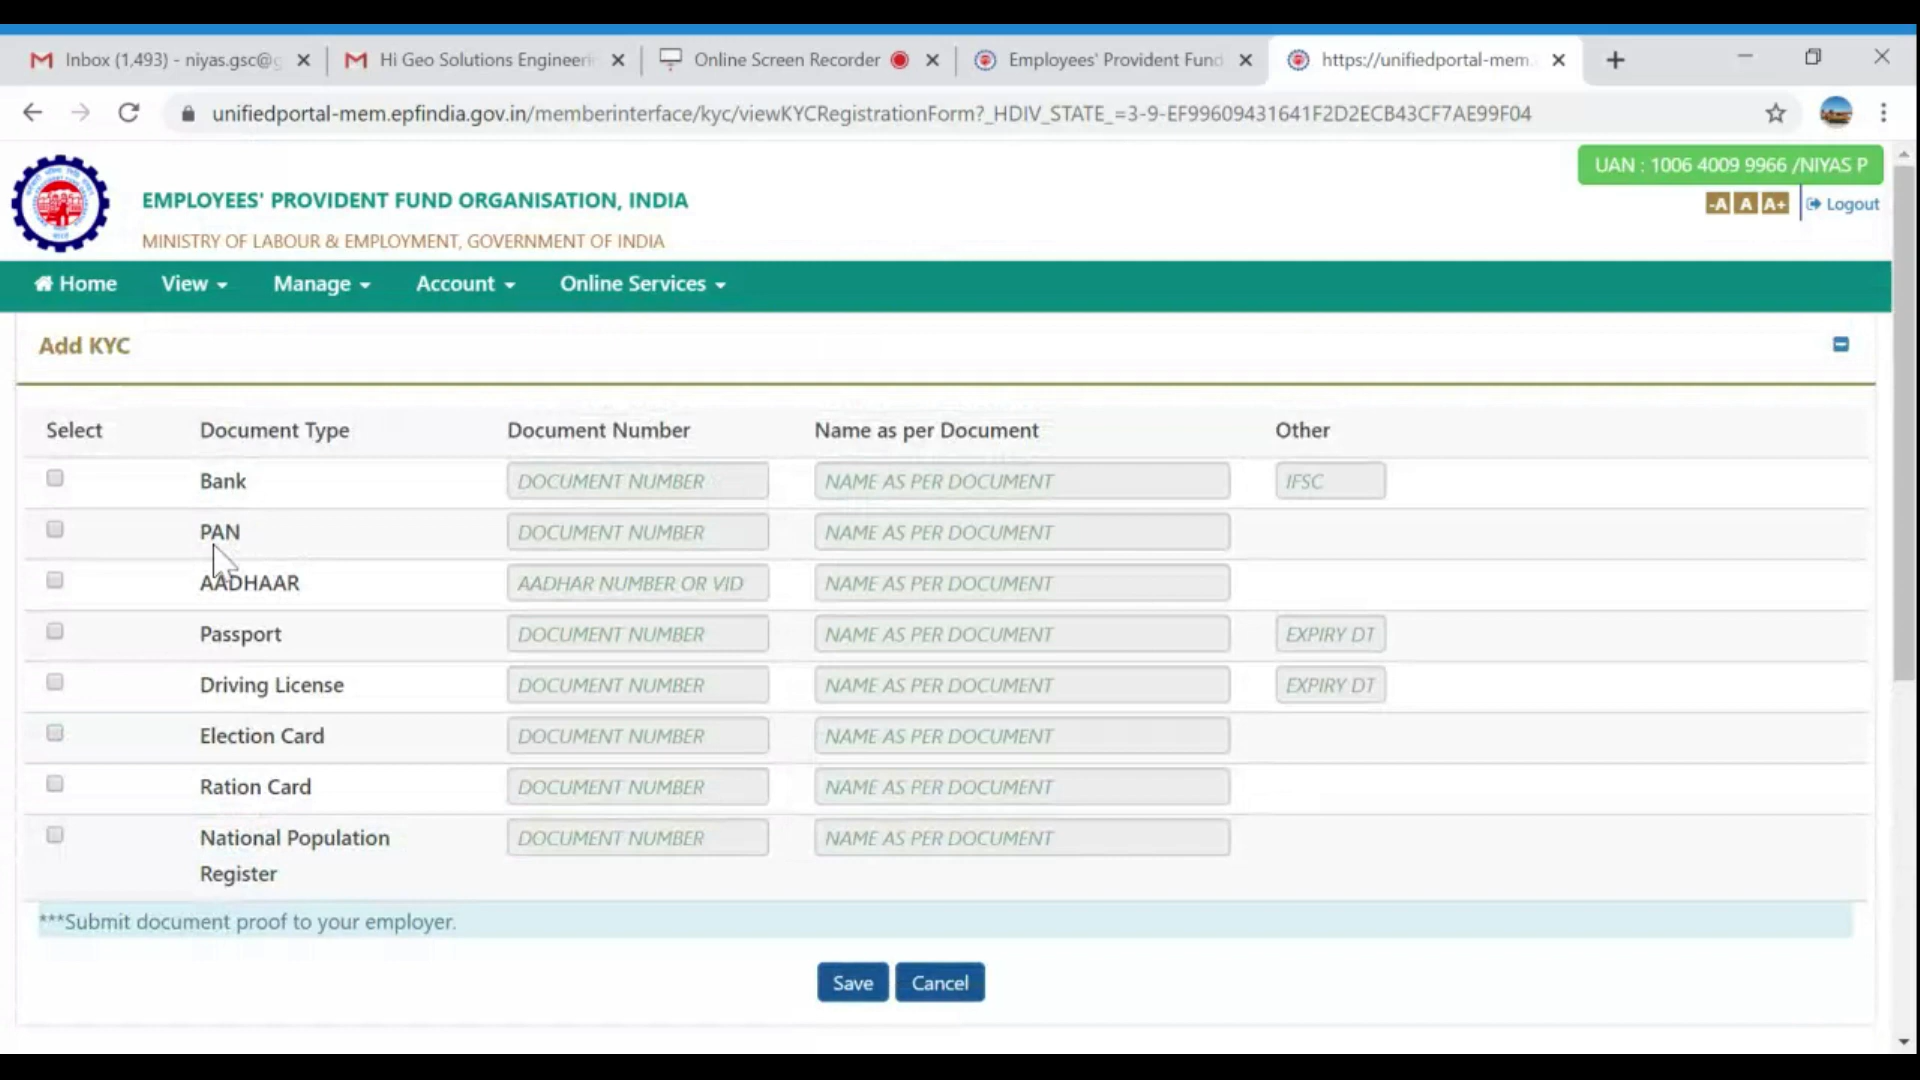 Inbox (1,493) - niyas.gsc@g
Hi Geo Solutions Engineeri
Online Screen Recorder
Employees' Provident Fund
https://unifiedportal-mem.
unifiedportal-mem.epfindia.gov.in/memberinterface/kyc/viewKYCRegistrationForm?_HDIV_STATE_=3-9-EF99609431641F2D2ECB43CF7AE99F04
UAN : 1006 4009 9966 /NIYAS P
EMPLOYEES' PROVIDENT FUND ORGANISATION, INDIA
-A A A+ Logout
MINISTRY OF LABOUR & EMPLOYMENT, GOVERNMENT OF INDIA
Home View Manage Account Online Services
Add KYC
Select Document Type Document Number Name as per Document Other
Bank DOCUMENT NUMBER NAME AS PER DOCUMENT IFSC
PAN DOCUMENT NUMBER NAME AS PER DOCUMENT
AADHAAR AADHAR NUMBER OR VID NAME AS PER DOCUMENT
Passport DOCUMENT NUMBER NAME AS PER DOCUMENT EXPIRY DT
Driving License DOCUMENT NUMBER NAME AS PER DOCUMENT EXPIRY DT
Election Card DOCUMENT NUMBER NAME AS PER DOCUMENT
Ration Card DOCUMENT NUMBER NAME AS PER DOCUMENT
National Population DOCUMENT NUMBER NAME AS PER DOCUMENT
Register
***Submit document proof to your employer.
Save Cancel